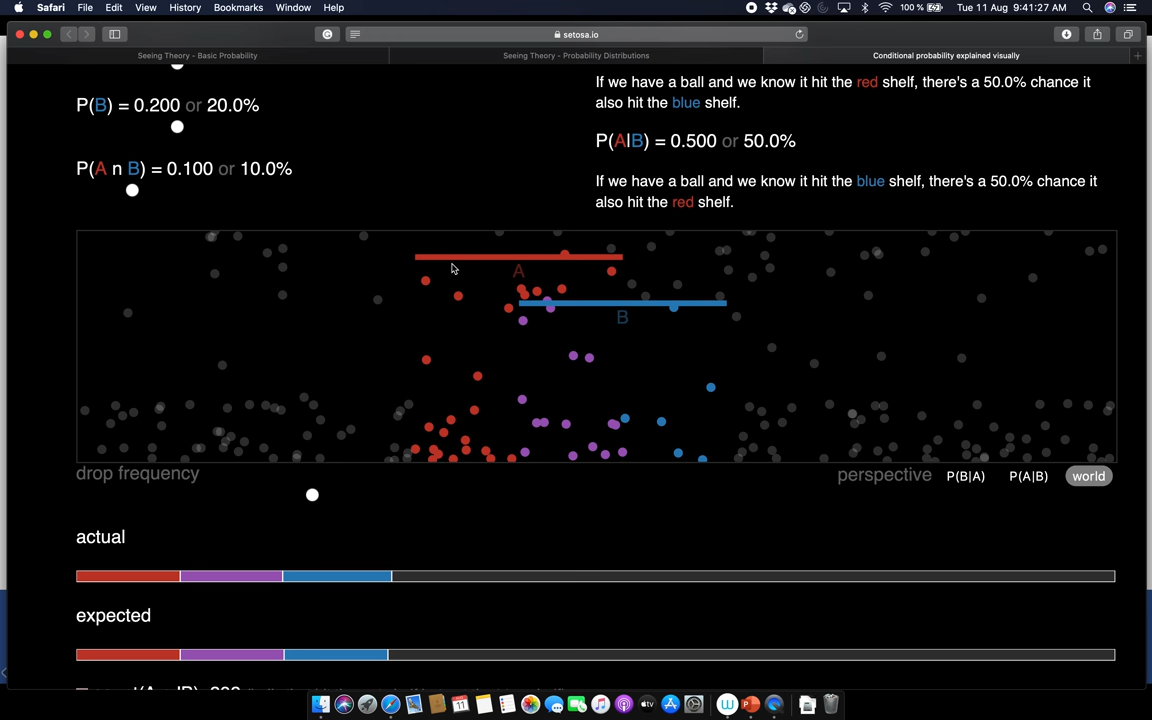 Safari File Edit View History Bookmarks Window Help 100 % Tue 11 Aug 9:41:27 AM
setosa.io
Seeing Theory - Basic Probability
Seeing Theory - Probability Distributions
Conditional probability explained visually
P(B) = 0.200 or 20.0%
P(A n B) = 0.100 or 10.0%
If we have a ball and we know it hit the red shelf, there's a 50.0% chance it
also hit the blue shelf.
P(A|B) = 0.500 or 50.0%
If we have a ball and we know it hit the blue shelf, there's a 50.0% chance it
also hit the red shelf.
A
B
drop frequency
perspective P(B|A) P(A|B) world
actual
expected